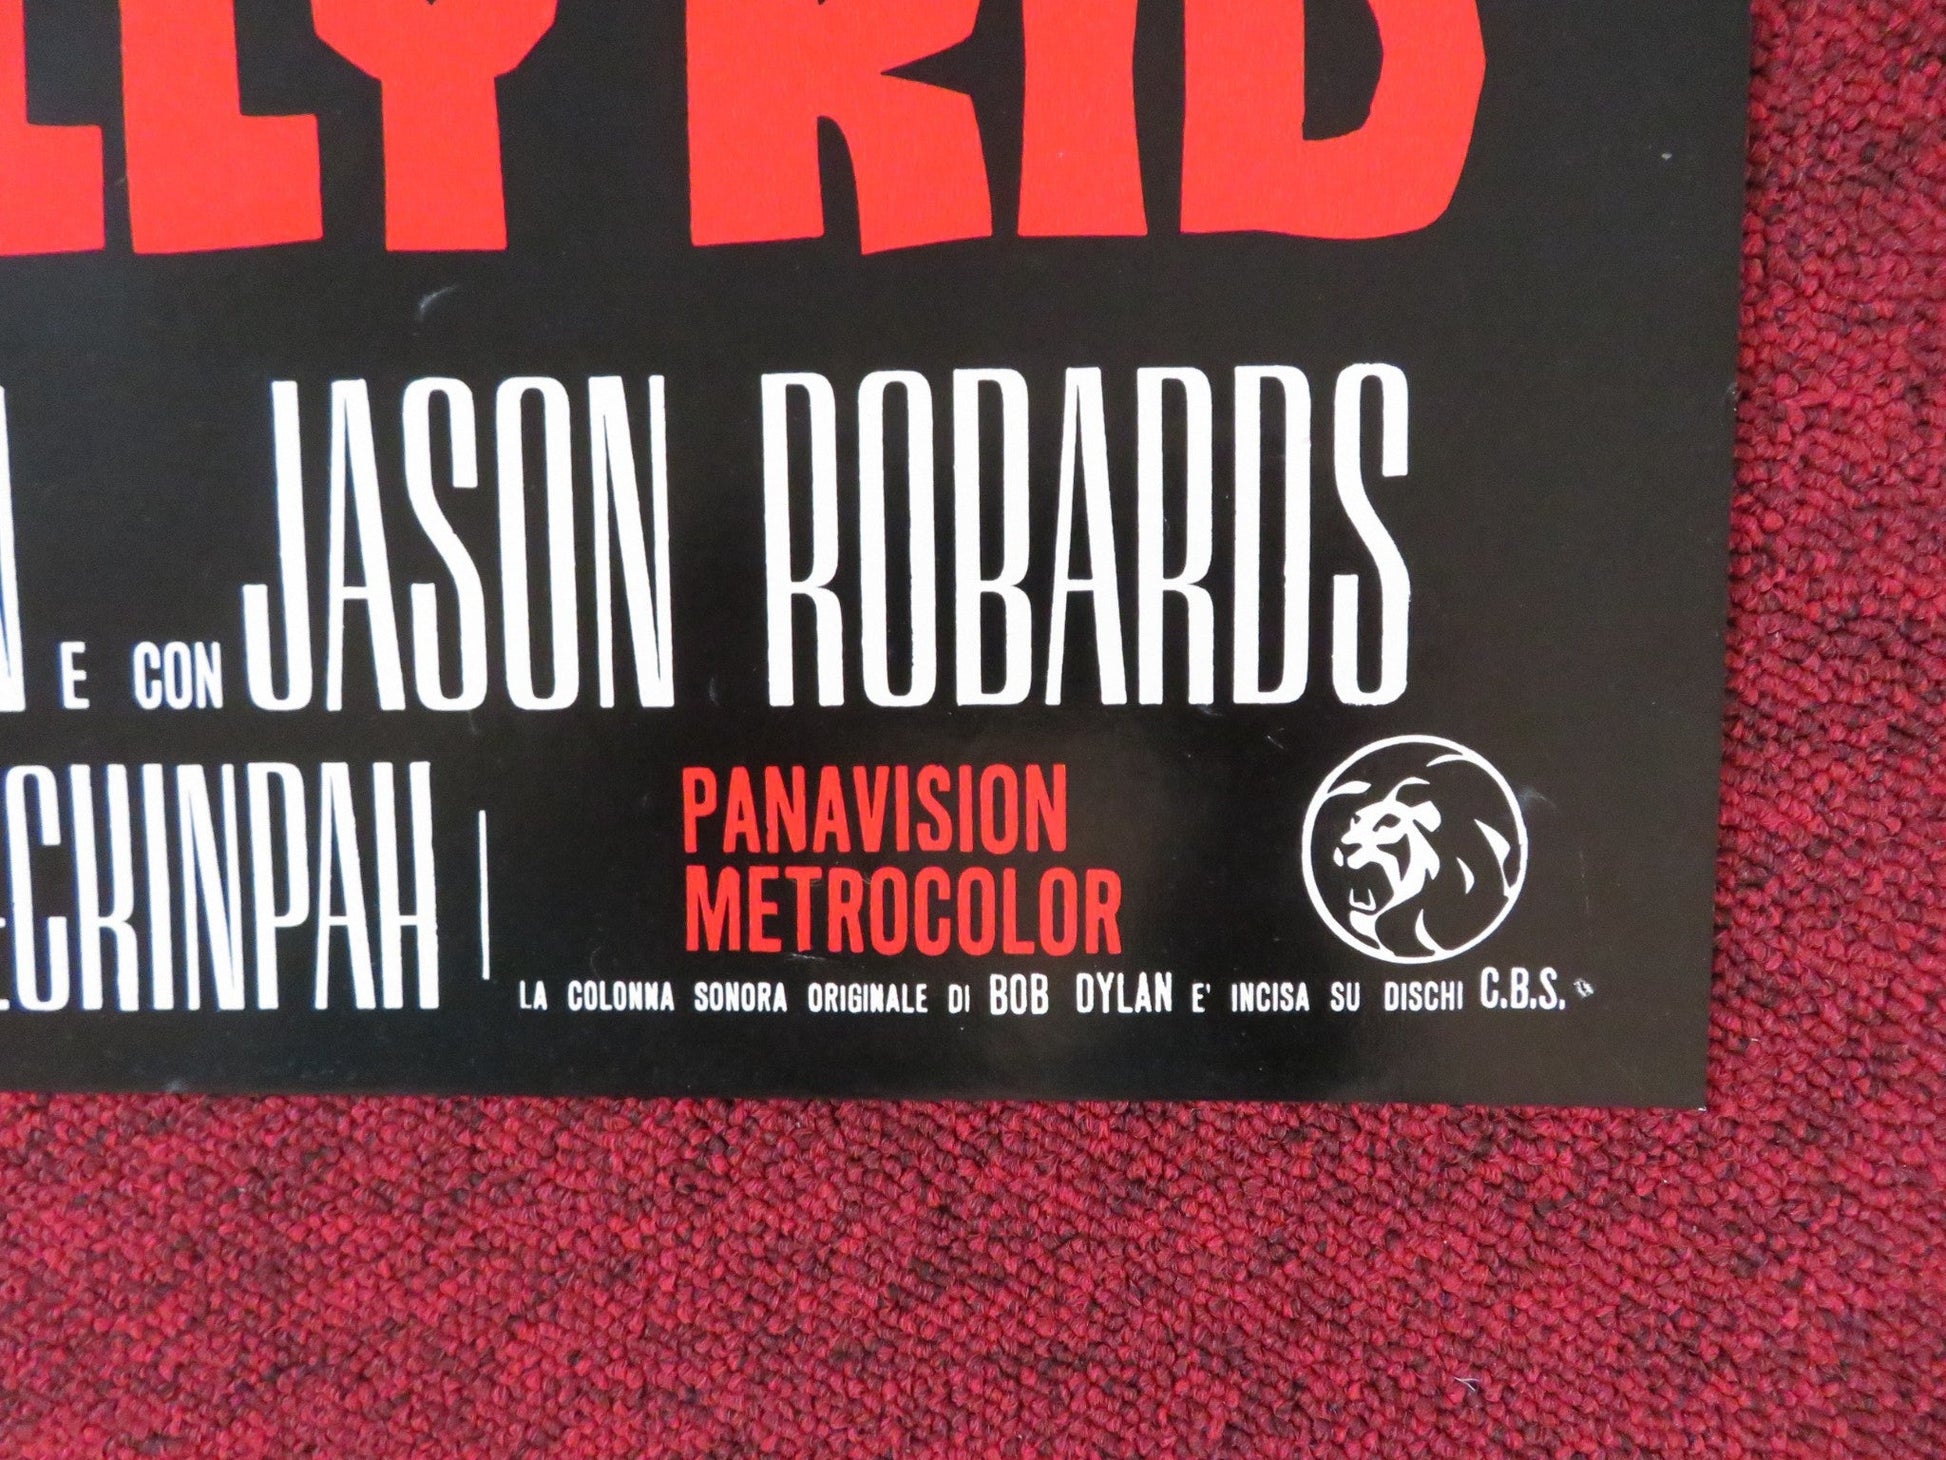 LLY KID
E CON JASON ROBARDS
ECKINPAH
PANAVISION
METROCOLOR
LA COLONNA SONORA ORIGINALE DI BOB DYLAN E' INCISA SU DISCHI C.B.S.